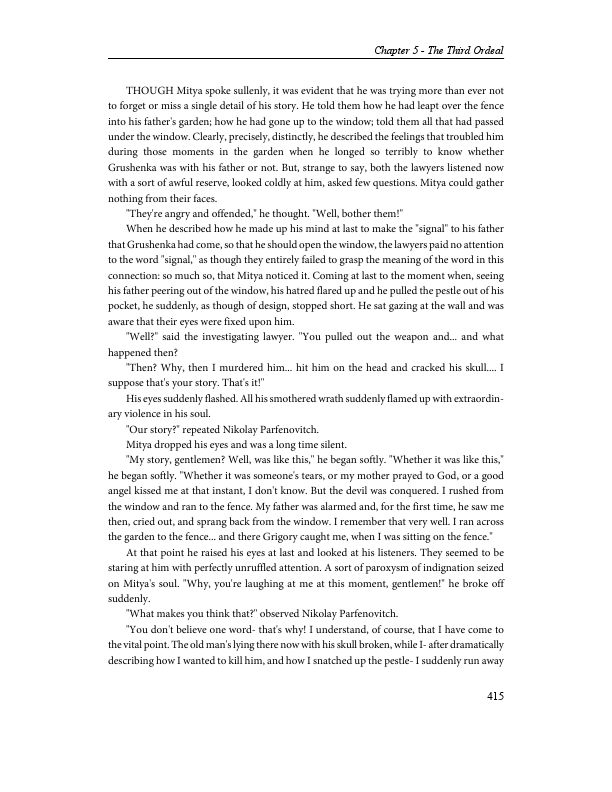 Chapter 5 - The Third Ordeal
THOUGH Mitya spoke sullenly, it was evident that he was trying more than ever not
to forget or miss a single detail of his story. He told them how he had leapt over the fence
into his father's garden; how he had gone up to the window; told them all that had passed
under the window. Clearly, precisely, distinctly, he described the feelings that troubled him
during those moments in the garden when he longed so terribly to know whether
Grushenka was with his father or not. But, strange to say, both the lawyers listened now
with a sort of awful reserve, looked coldly at him, asked few questions. Mitya could gather
nothing from their faces.
"They're angry and offended," he thought. "Well, bother them!"
When he described how he made up his mind at last to make the "signal" to his father
that Grushenka had come, so that he should open the window, the lawyers paid no attention
to the word "signal," as though they entirely failed to grasp the meaning of the word in this
connection: so much so, that Mitya noticed it. Coming at last to the moment when, seeing
his father peering out of the window, his hatred flared up and he pulled the pestle out of his
pocket, he suddenly, as though of design, stopped short. He sat gazing at the wall and was
aware that their eyes were fixed upon him.
"Well?" said the investigating lawyer. "You pulled out the weapon and... and what
happened then?
"Then? Why, then I murdered him... hit him on the head and cracked his skull.... I
suppose that's your story. That's it!"
His eyes suddenly flashed. All his smothered wrath suddenly flamed up with extraordin-
ary violence in his soul.
"Our story?" repeated Nikolay Parfenovitch.
Mitya dropped his eyes and was a long time silent.
"My story, gentlemen? Well, was like this," he began softly. "Whether it was like this,"
he began softly. "Whether it was someone's tears, or my mother prayed to God, or a good
angel kissed me at that instant, I don't know. But the devil was conquered. I rushed from
the window and ran to the fence. My father was alarmed and, for the first time, he saw me
then, cried out, and sprang back from the window. I remember that very well. I ran across
the garden to the fence... and there Grigory caught me, when I was sitting on the fence."
At that point he raised his eyes at last and looked at his listeners. They seemed to be
staring at him with perfectly unruffled attention. A sort of paroxysm of indignation seized
on Mitya's soul. "Why, you're laughing at me at this moment, gentlemen!" he broke off
suddenly.
"What makes you think that?" observed Nikolay Parfenovitch.
"You don't believe one word- that's why! I understand, of course, that I have come to
the vital point. The old man's lying there now with his skull broken, while I- after dramatically
describing how I wanted to kill him, and how I snatched up the pestle- I suddenly run away
415